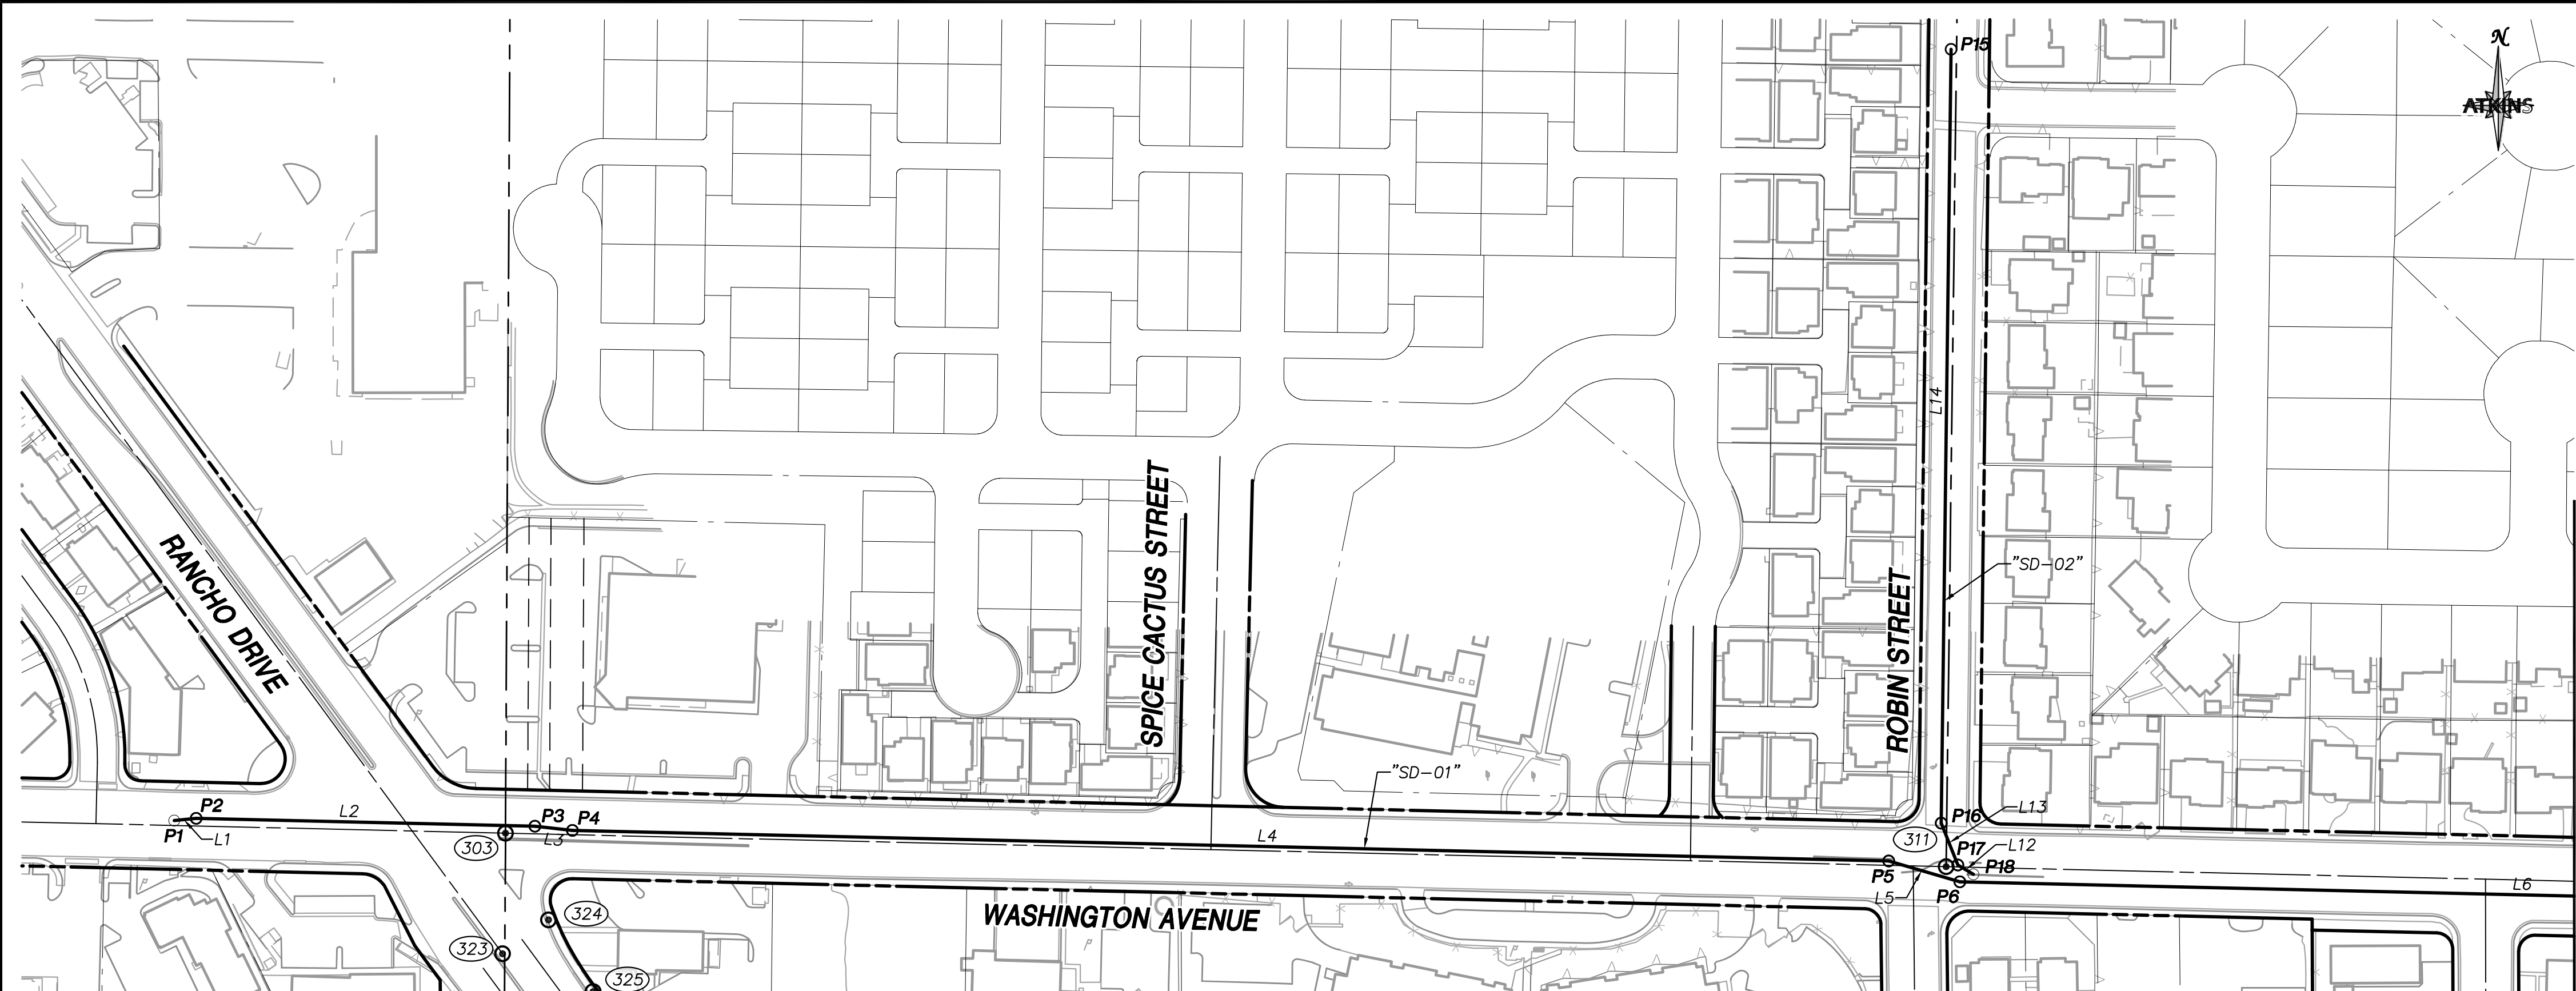 P15
N
ATKINS
L14
"SD-02"
RANCHO DRIVE
SPICE CACTUS STREET
ROBIN STREET
"SD-01"
P1
P2
L1
L2
303
P3
L3
P4
L4
P16
L13
311
P17
L12
P18
P5
L5
P6
L6
WASHINGTON AVENUE
324
323
325